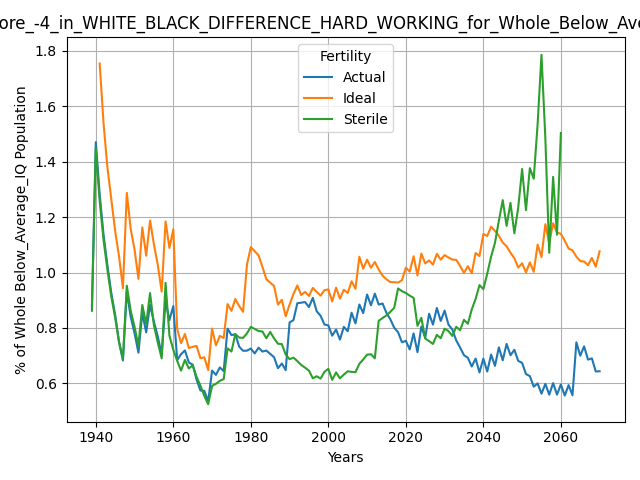 ore_-4_in_WHITE_BLACK_DIFFERENCE_HARD_WORKING_for_Whole_Below_Ave
Fertility
Actual
Ideal
Sterile
% of Whole Below_Average_IQ Population
1.8
1.6
1.4
1.2
1.0
0.8
0.6
1940 1960 1980 2000 2020 2040 2060
Years